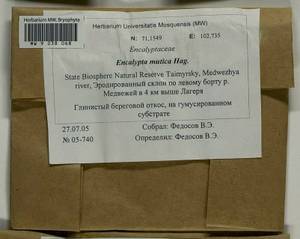 Herbarium MW, Bryophyta
MW 9 038 068
Herbarium Universitatis Mosquensis (MW)
N: 71,1549 E: 102,735
Encalyptaceae
Encalypta mutica Hag.
State Biosphere Natural Reserve Taimyrsky, Medwezhya
river, Эродированный склон по левому борту р.
Медвежей в 4 км выше Лагеря
Глинистый береговой откос, на гумусированном
субстрате
27.07.05 Собрал: Федосов В.Э.
№ 05-740 Определил: Федосов В.Э.